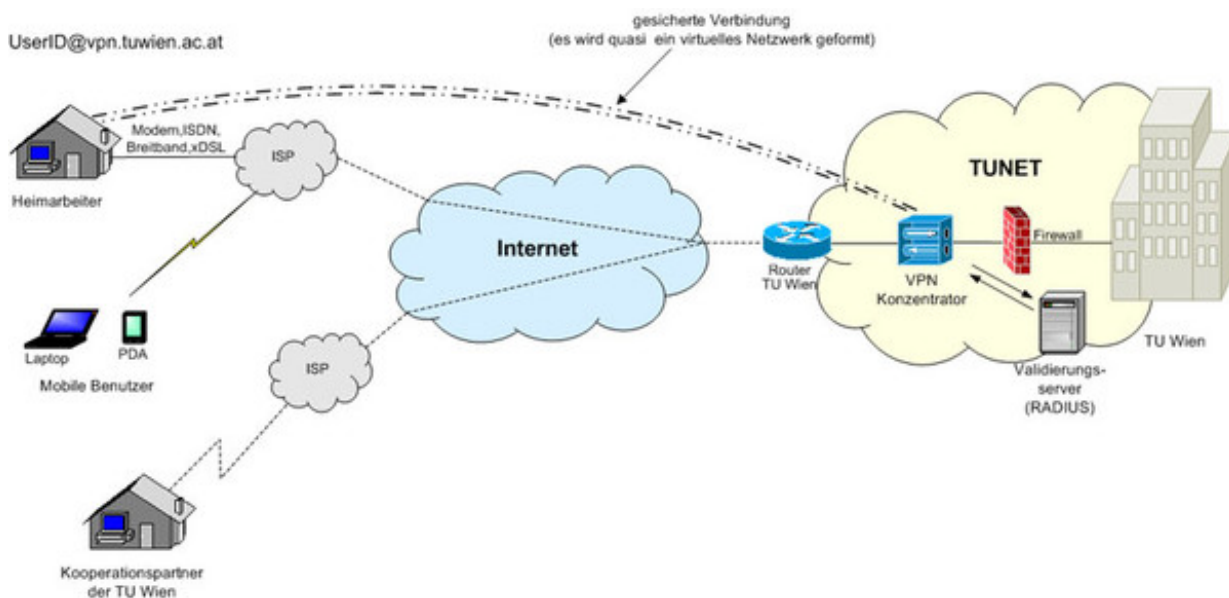 UserID@vpn.tuwien.ac.at
gesicherte Verbindung
(es wird quasi ein virtuelles Netzwerk geformt)
Modem,ISDN,
Breitband,xDSL
ISP
Heimarbeiter
TUNET
Internet
Firewall
Router
TU Wien
VPN
Konzentrator
Laptop
PDA
Mobile Benutzer
ISP
TU Wien
Validierungs-
server
(RADIUS)
Kooperationspartner
der TU Wien